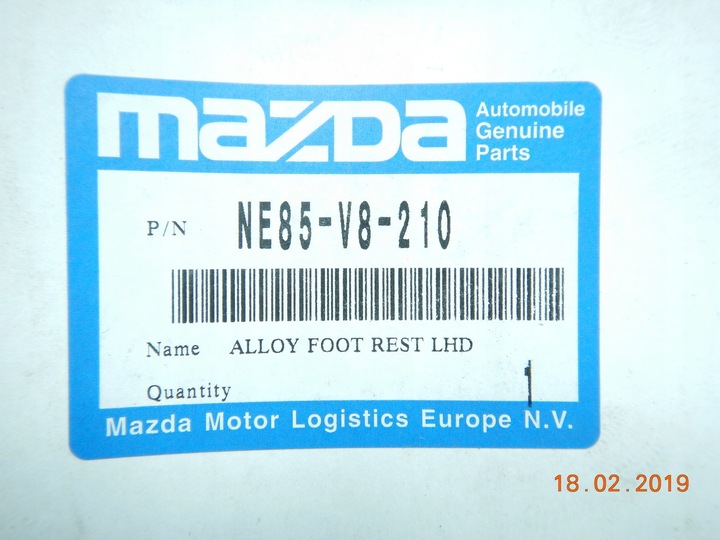 mazda
Automobile
Genuine
Parts
P/N NE85-V8-210
Name ALLOY FOOT REST LHD
Quantity 1
Mazda Motor Logistics Europe N.V.
18.02.2019